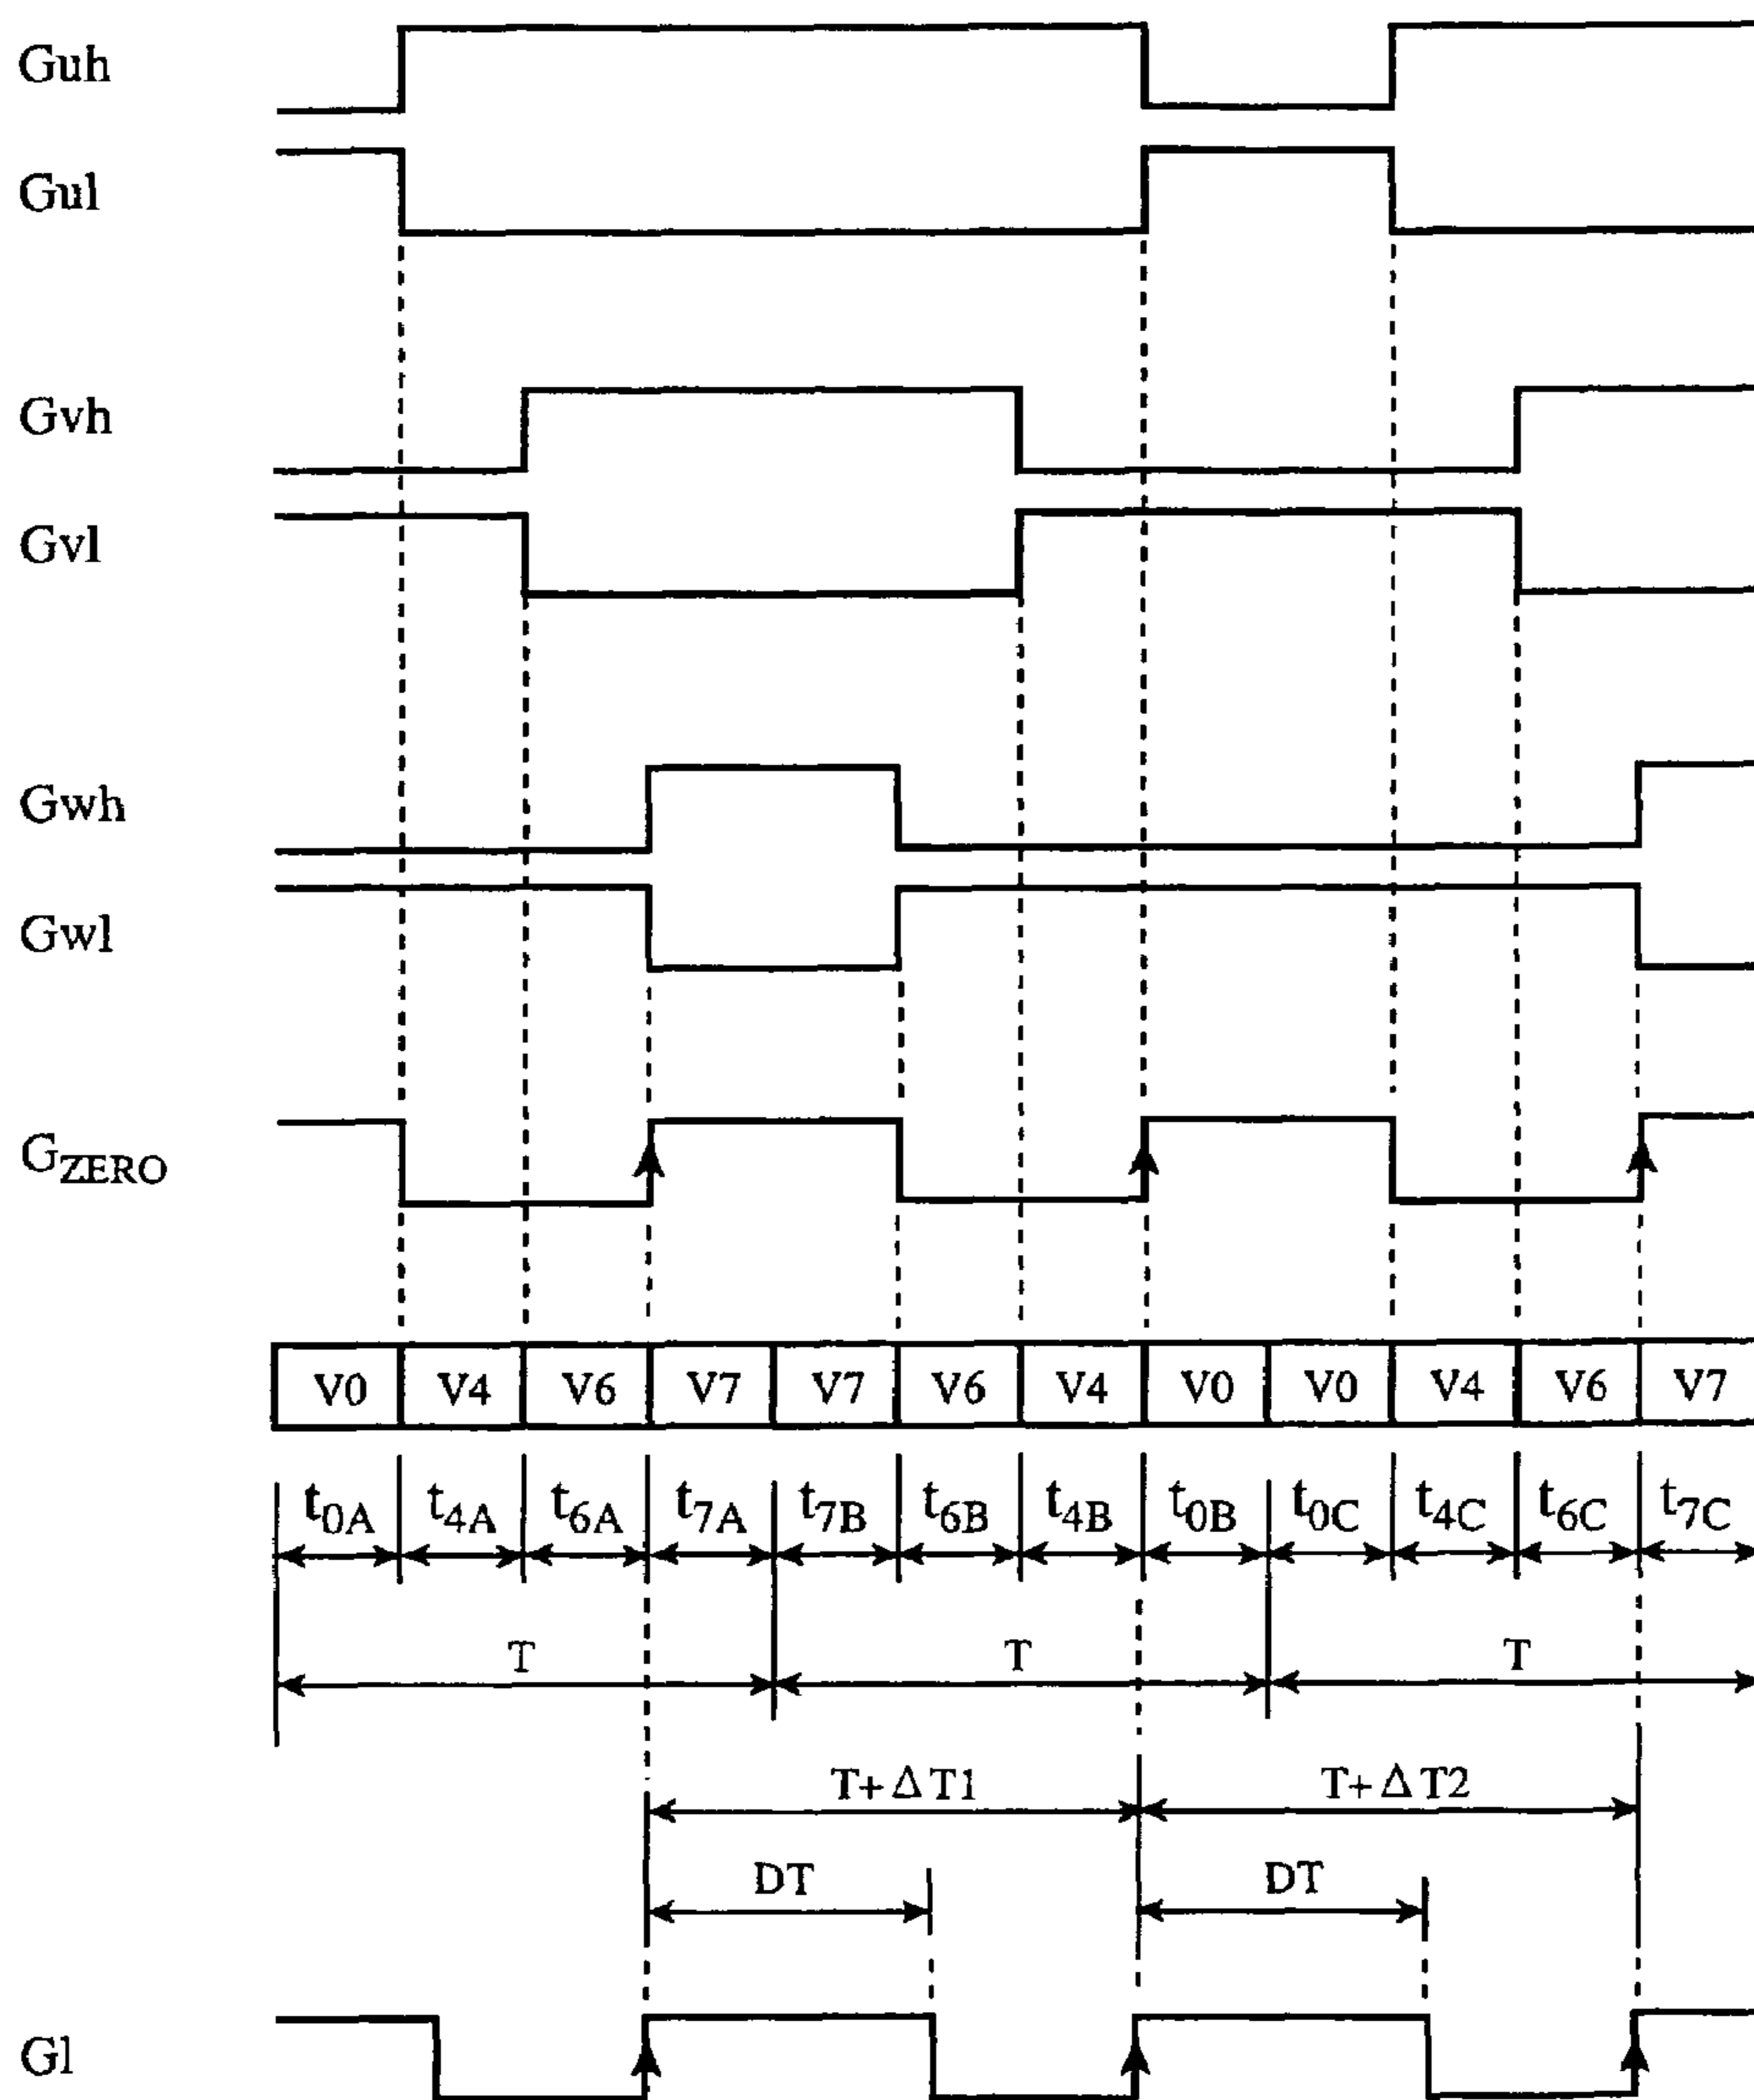 Guh
Gul
Gvh
Gvl
Gwh
Gwl
GZERO
V0 V4 V6 V7 V7 V6 V4 V0 V0 V4 V6 V7
t0A t4A t6A t7A t7B t6B t4B t0B t0C t4C t6C t7C
T T T
T+ΔT1 T+ΔT2
DT DT
Gl